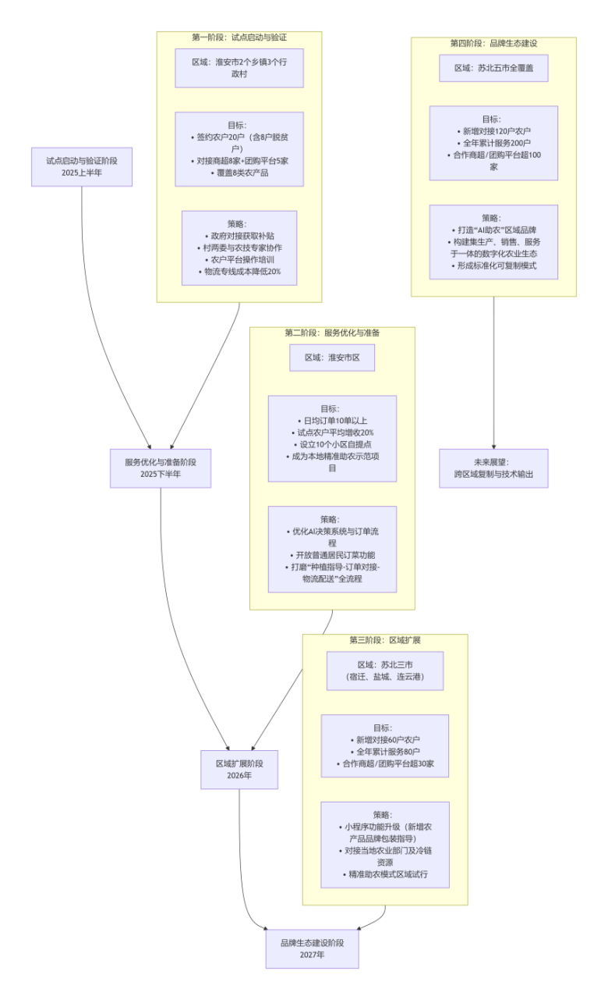 第一阶段：试点启动与验证
区域：淮安市2个乡镇3个行
政村
目标：
• 签约农户20户（含8户脱贫
户）
• 对接商超8家+团购平台5家
• 覆盖8类农产品
策略：
• 政府对接获取补贴
• 村两委与农技专家协作
• 农户平台操作培训
• 物流专线成本降低20%
第四阶段：品牌生态建设
区域：苏北五市全覆盖
目标：
• 新增对接120户农户
• 全年累计服务200户
• 合作商超/团购平台超100
家
策略：
• 打造“AI助农”区域品牌
• 构建集生产、销售、服务
于一体的数字化农业生态
• 形成标准化可复制模式
试点启动与验证阶段
2025上半年
第二阶段：服务优化与准备
区域：淮安市区
目标：
• 日均订单10单以上
• 试点农户平均增收20%
• 设立10个小区自提点
• 成为本地精准助农示范项
目
策略：
• 优化AI决策系统与订单流
程
• 开放普通居民订菜功能
• 打磨“种植指导-订单对接-
物流配送”全流程
服务优化与准备阶段
2025下半年
未来展望：
跨区域复制与技术输出
第三阶段：区域扩展
区域：苏北三市
（宿迁、盐城、连云港）
目标：
• 新增对接60户农户
• 全年累计服务80户
• 合作商超/团购平台超30家
策略：
• 小程序功能升级（新增农
产品品牌包装指导）
• 对接当地农业部门及冷链
资源
• 精准助农模式区域试行
区域扩展阶段
2026年
品牌生态建设阶段
2027年